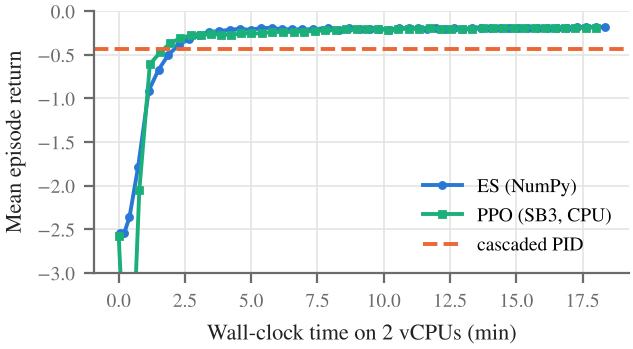 Mean episode return
0.0
−0.5
−1.0
−1.5
−2.0
−2.5
−3.0
ES (NumPy)
PPO (SB3, CPU)
cascaded PID
0.0 2.5 5.0 7.5 10.0 12.5 15.0 17.5
Wall-clock time on 2 vCPUs (min)